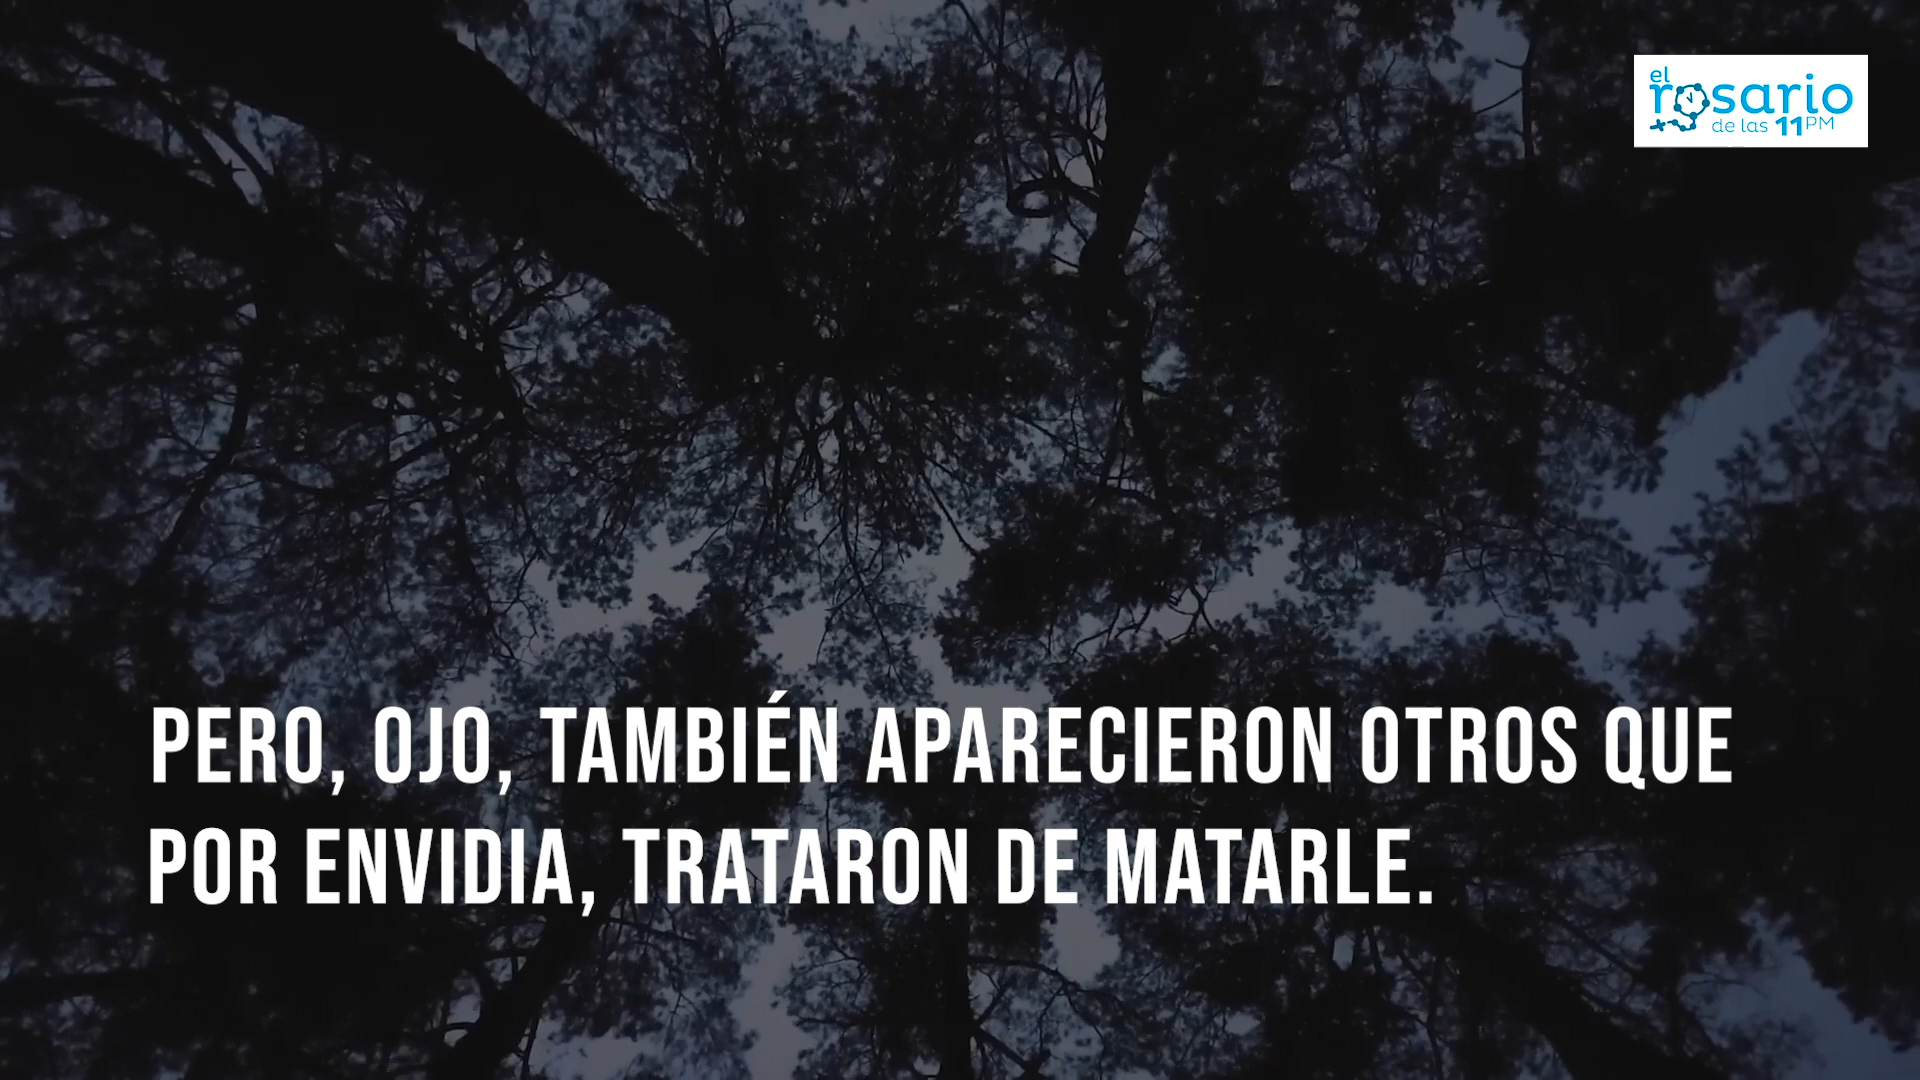 el
rosario
de las 11PM
PERO, OJO, TAMBIÉN APARECIERON OTROS QUE
POR ENVIDIA, TRATARON DE MATARLE.